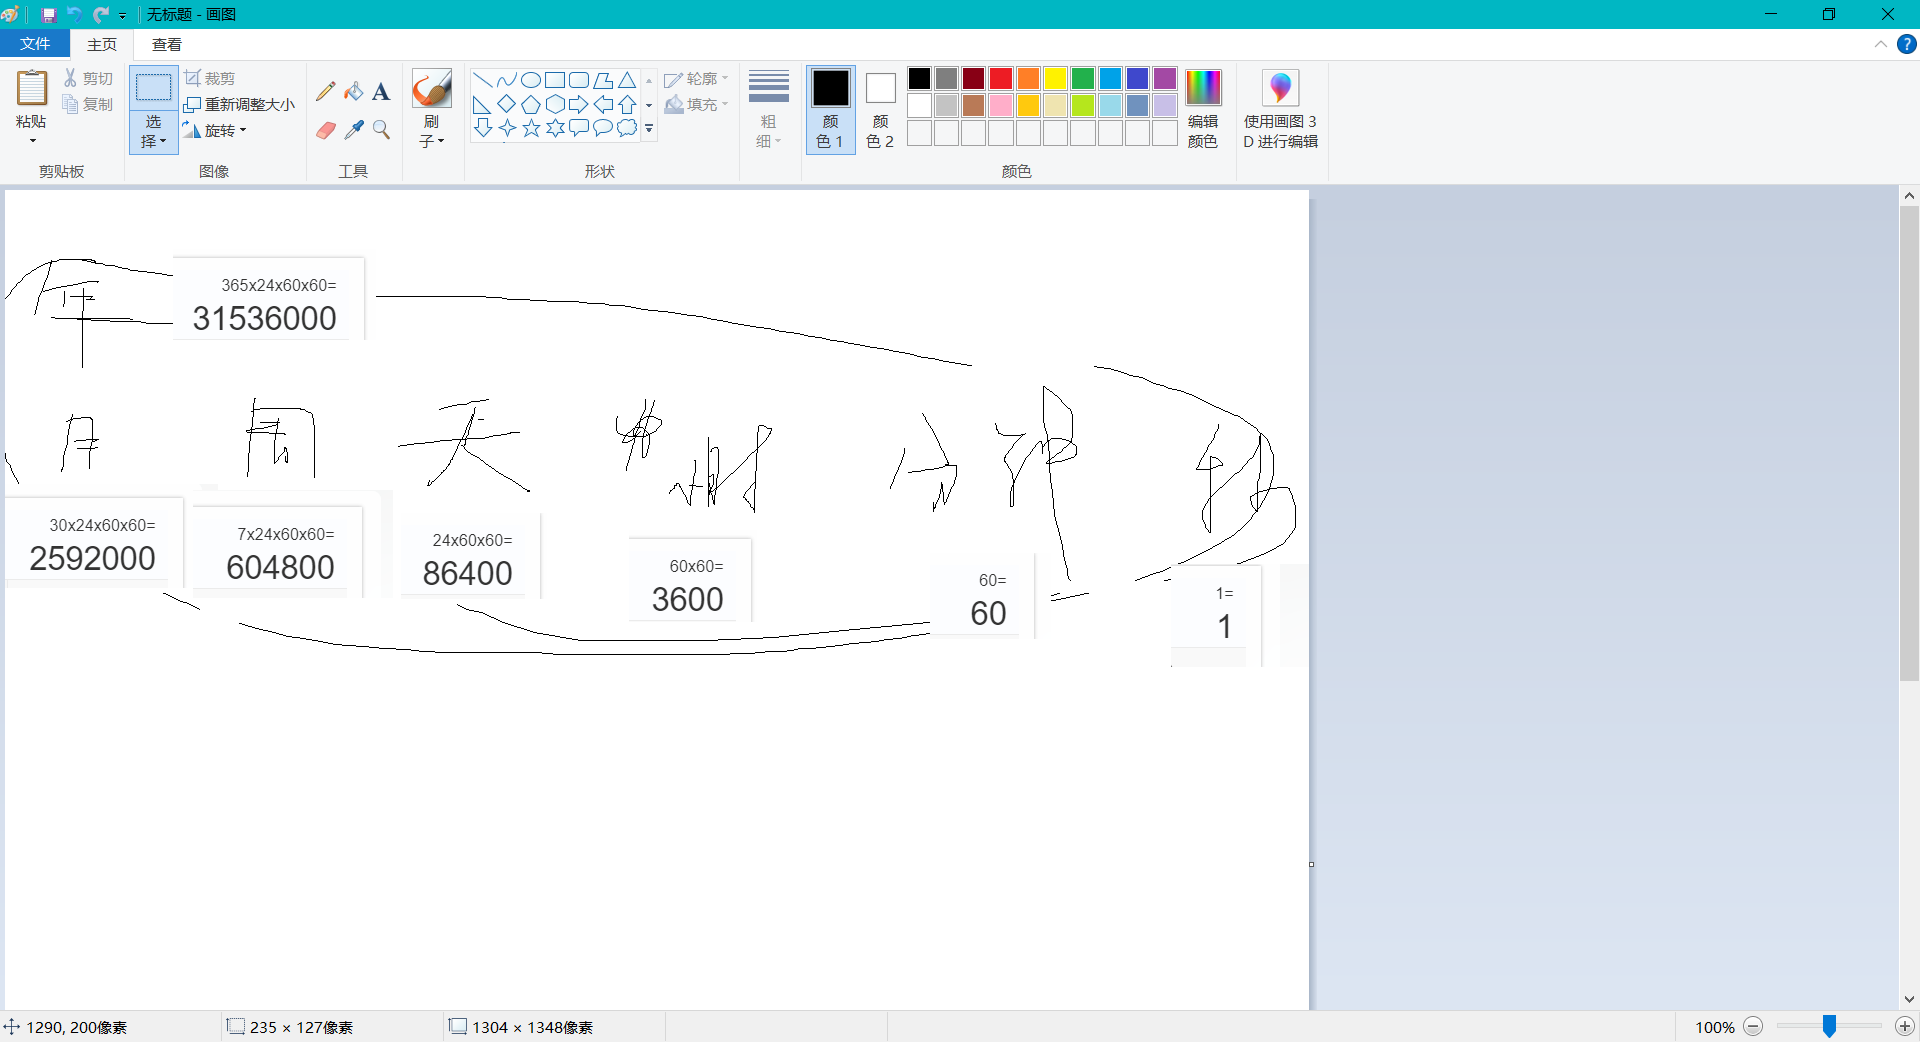 无标题 - 画图
文件 主页 查看
粘贴 剪切 复制 剪贴板
选择 裁剪 重新调整大小 旋转 图像
工具
刷子
形状 轮廓 填充
粗细
颜色 1 颜色 2 编辑颜色 颜色
使用画图 3D 进行编辑
年
365x24x60x60=
31536000
月 周 天 小时 分钟 秒
30x24x60x60=
2592000
7x24x60x60=
604800
24x60x60=
86400
60x60=
3600
60=
60
1=
1
1290, 200像素 235 × 127像素 1304 × 1348像素 100%